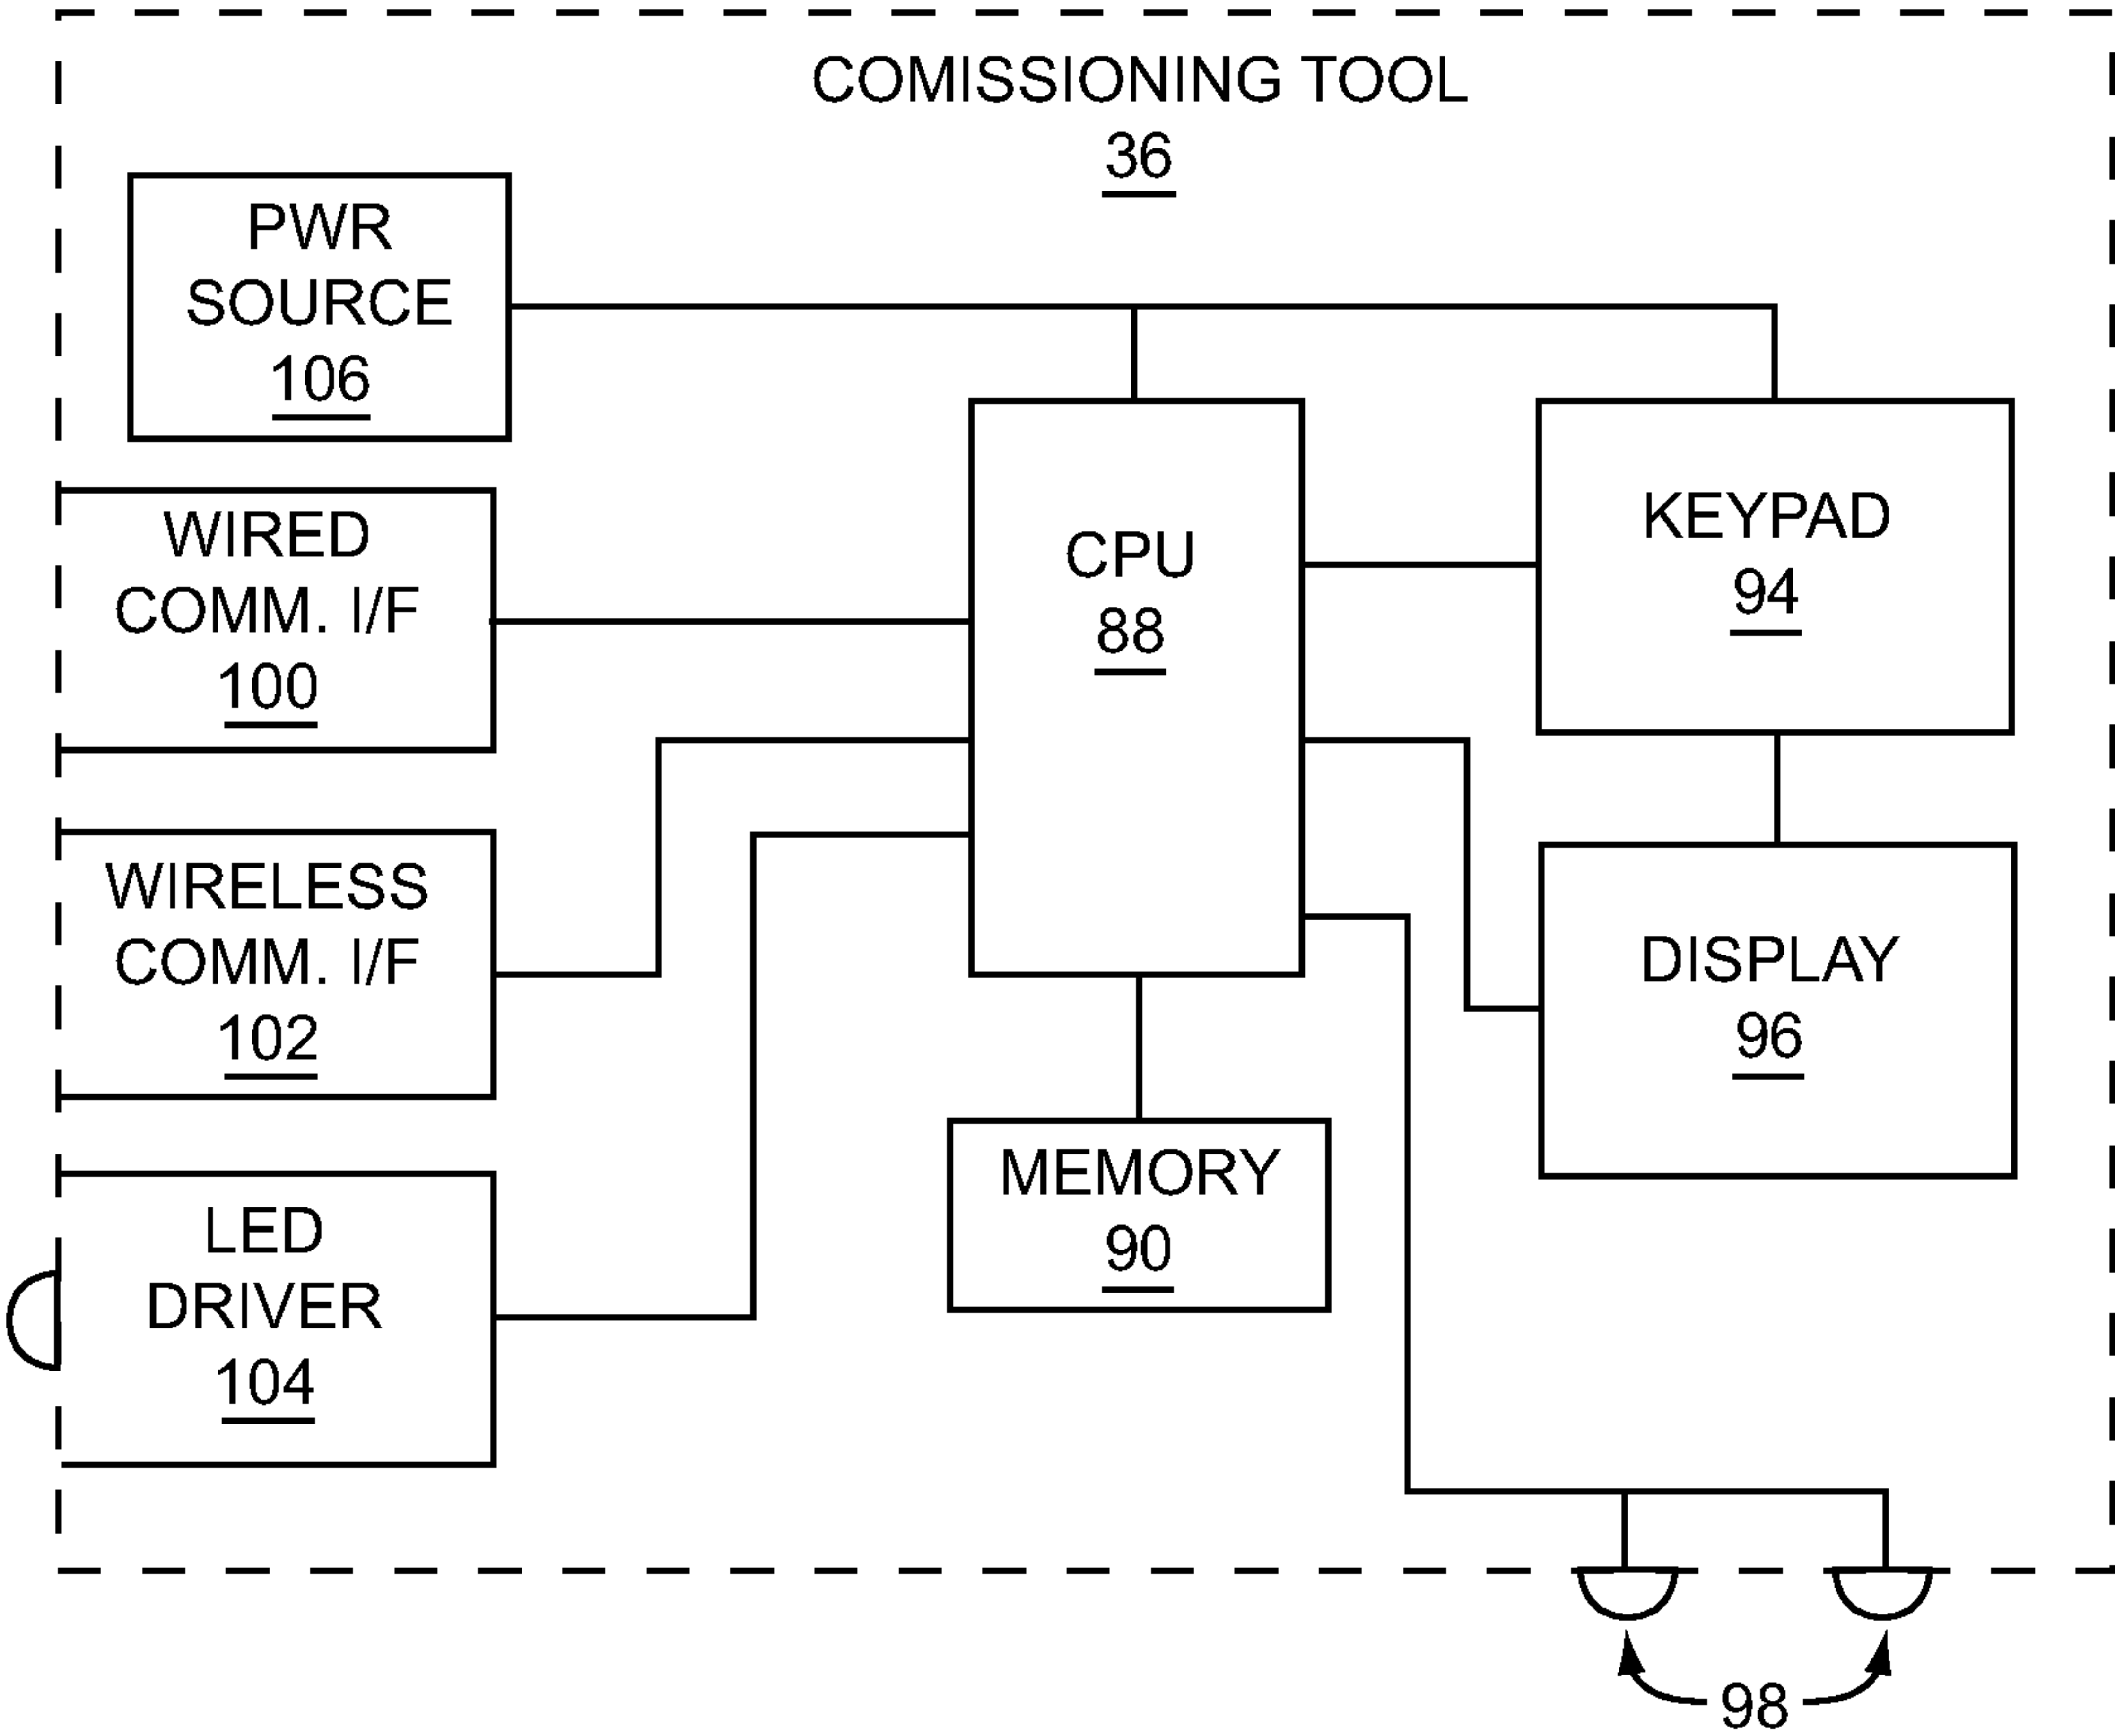 COMISSIONING TOOL
36
PWR
SOURCE
106
WIRED
COMM. I/F
100
CPU
88
KEYPAD
94
WIRELESS
COMM. I/F
102
DISPLAY
96
MEMORY
90
LED
DRIVER
104
98